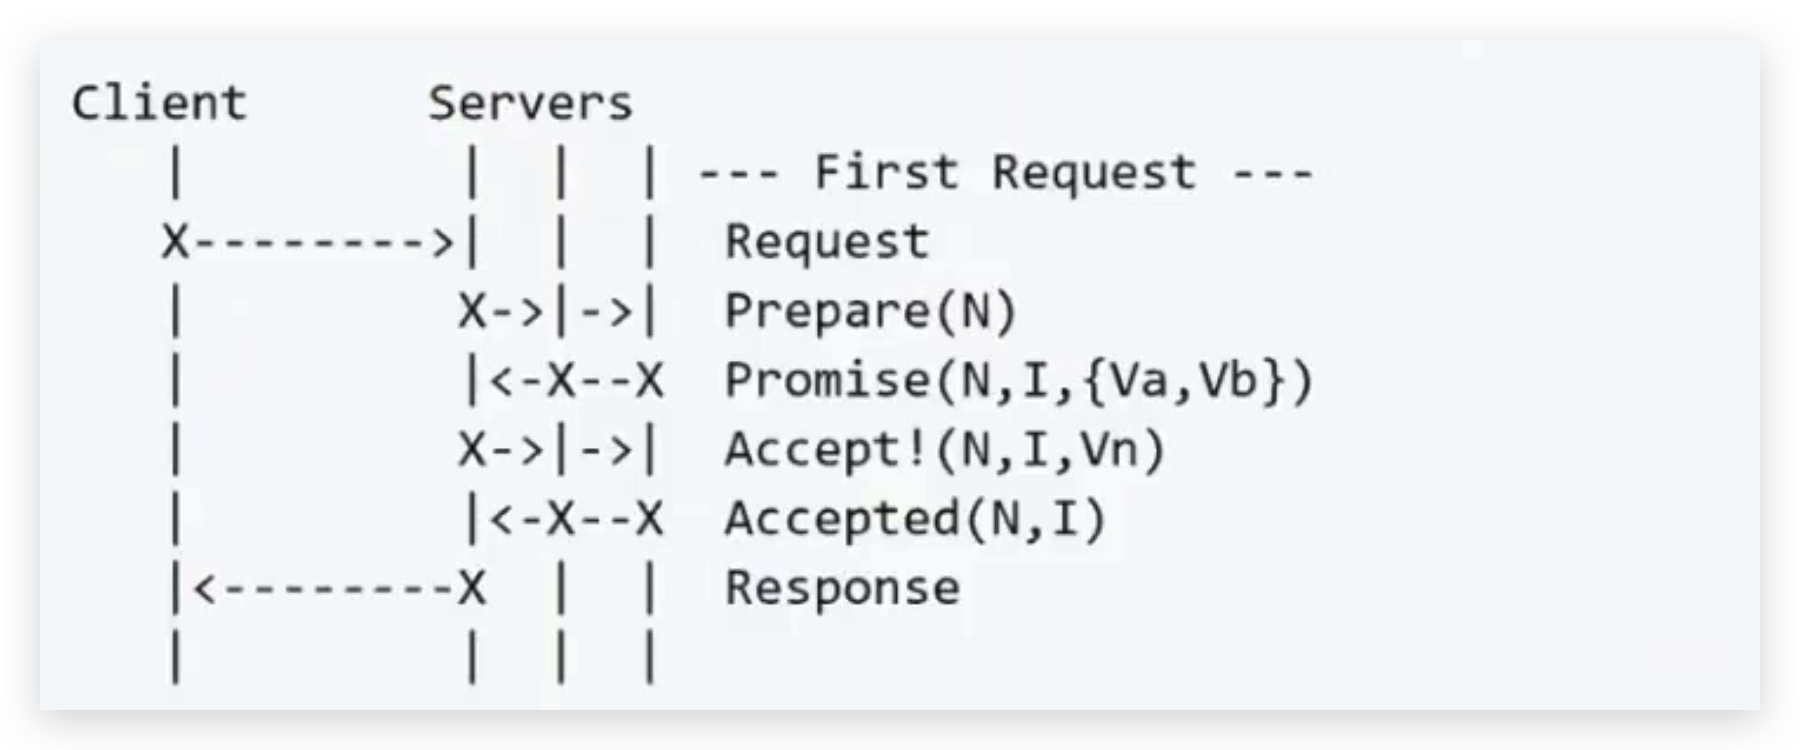 Client      Servers
   |         |  |  | --- First Request ---
   X-------->|  |  |  Request
   |         X->|->|  Prepare(N)
   |         |<-X--X  Promise(N,I,{Va,Vb})
   |         X->|->|  Accept!(N,I,Vn)
   |         |<-X--X  Accepted(N,I)
   |<--------X  |  |  Response
   |         |  |  |